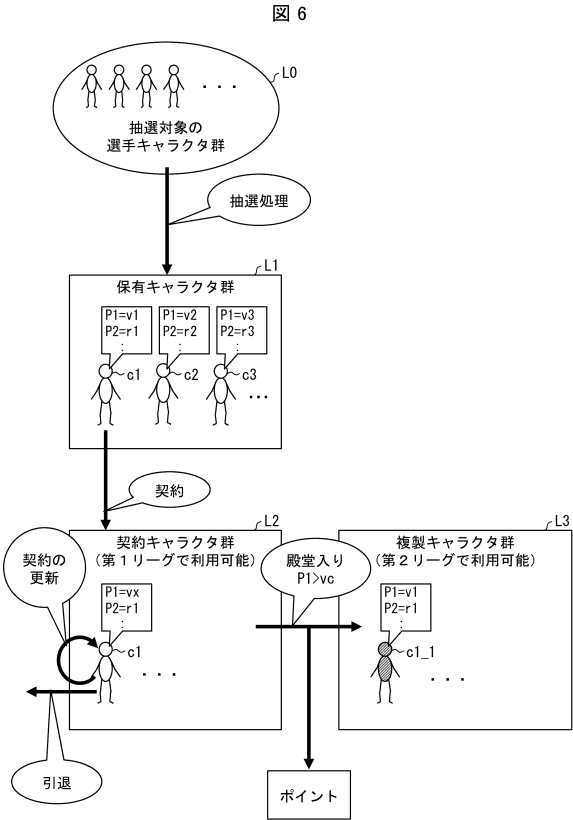 図 6
L0
・・・
抽選対象の
選手キャラクタ群
抽選処理
L1
保有キャラクタ群
P1=v1
P2=r1
:
P1=v2
P2=r2
:
P1=v3
P2=r3
:
c1
c2
c3
・・・
契約
L2
契約キャラクタ群
(第1リーグで利用可能)
契約の
更新
P1=vx
P2=r1
:
c1
・・・
殿堂入り
P1>vc
L3
複製キャラクタ群
(第2リーグで利用可能)
P1=v1
P2=r1
:
c1_1
・・・
引退
ポイント